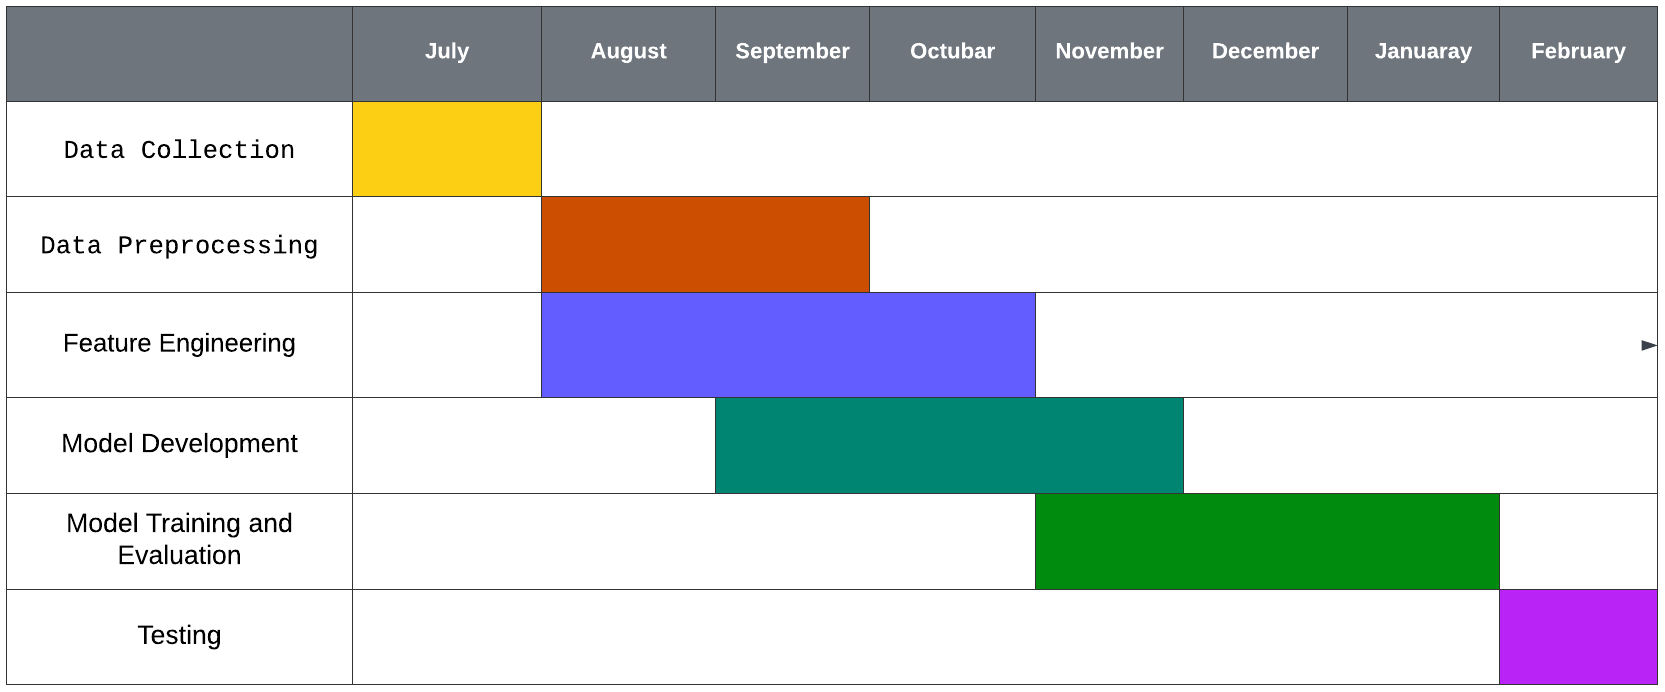 July August September Octubar November December Januaray February
Data Collection
Data Preprocessing
Feature Engineering
Model Development
Model Training and
Evaluation
Testing